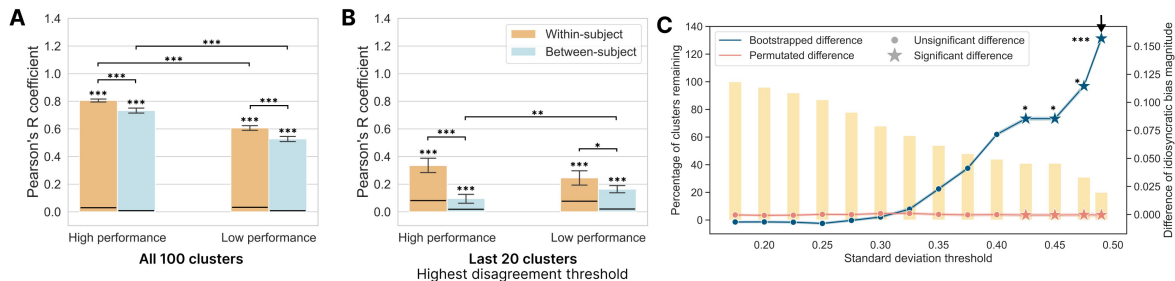 A
Pearson's R coefficient
1.4
1.2
1.0
0.8
0.6
0.4
0.2
0.0
***
***
***
***
***
***
***
***
High performance
Low performance
All 100 clusters
B
Pearson's R coefficient
1.4
1.2
1.0
0.8
0.6
0.4
0.2
0.0
Within-subject
Between-subject
**
***
*
***
***
***
***
High performance
Low performance
Last 20 clusters
Highest disagreement threshold
C
Percentage of clusters remaining
140
120
100
80
60
40
20
0
Bootstrapped difference
Permutated difference
Unsignificant difference
Significant difference
*
*
*
***
0.20
0.25
0.30
0.35
0.40
0.45
0.50
Standard deviation threshold
0.150
0.125
0.100
0.075
0.050
0.025
0.000
Difference of idiosyncratic bias magnitude